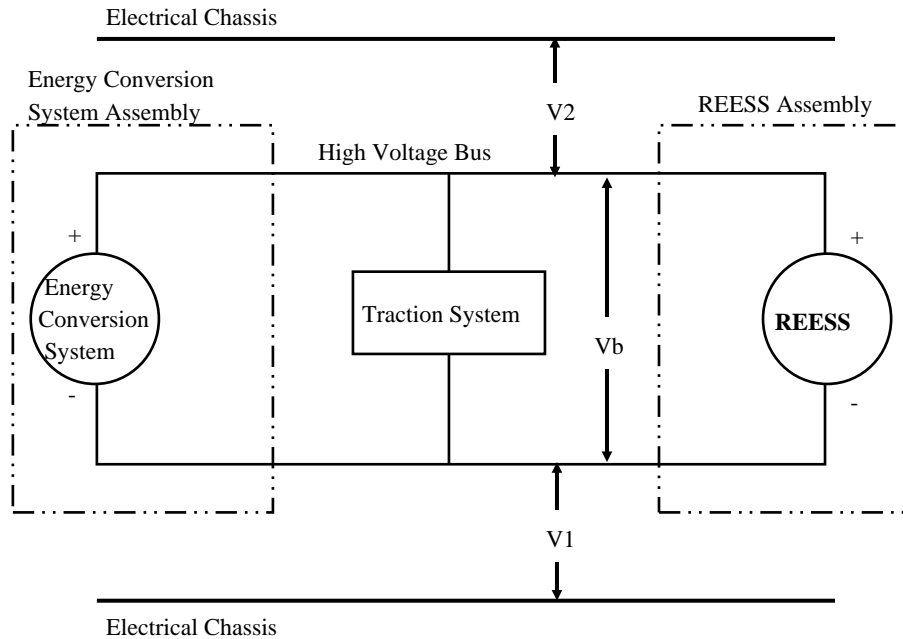 Electrical Chassis
Energy Conversion
System Assembly
V2
REESS Assembly
High Voltage Bus
+
+
Energy
Conversion
System
Traction System
Vb
REESS
-
-
V1
Electrical Chassis